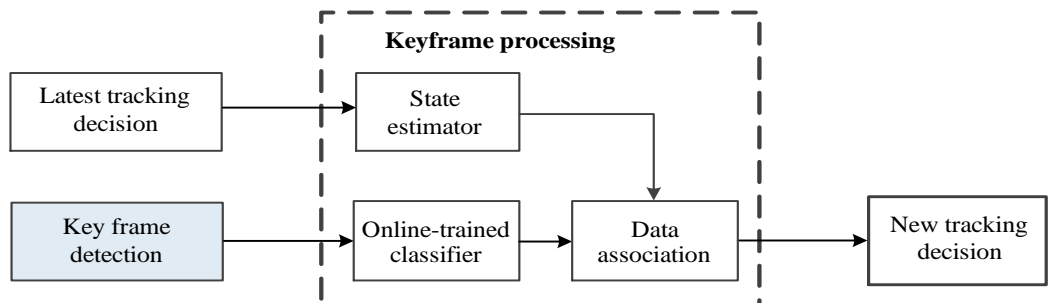 Keyframe processing
Latest tracking
decision
State
estimator
Key frame
detection
Online-trained
classifier
Data
association
New tracking
decision